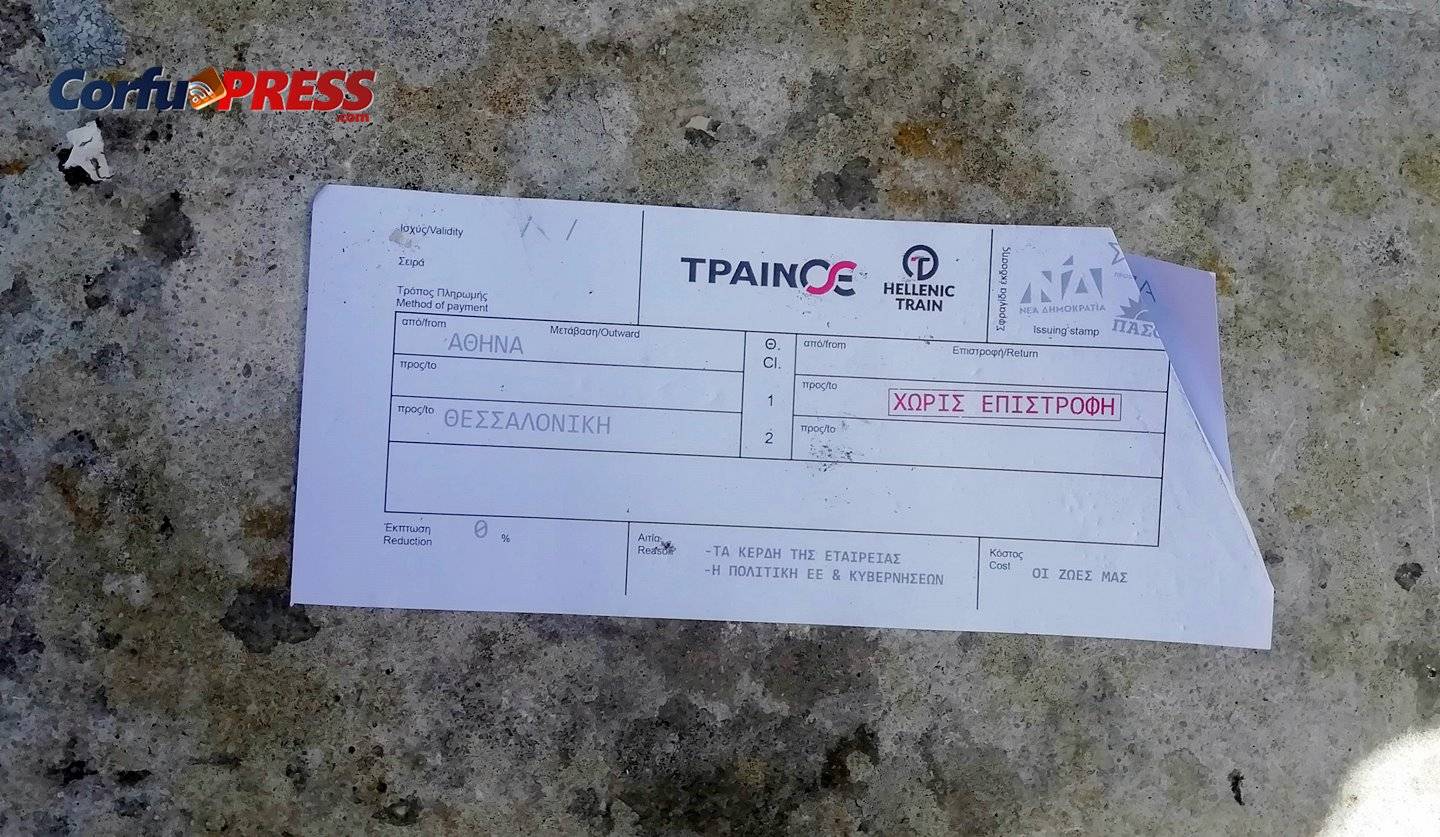 CorfuPRESS
.com
Ισχύς/Validity
Σειρά
Τρόπος Πληρωμής
Method of payment
ΤΡΑΙΝΟΣΕ
HELLENIC
TRAIN
Σφραγίδα έκδοσης
ΝΔ
ΝΕΑ ΔΗΜΟΚΡΑΤΙΑ
Issuing stamp
από/from
Μετάβαση/Outward
ΑΘΗΝΑ
προς/to
προς/to
ΘΕΣΣΑΛΟΝΙΚΗ
Θ.
Cl.
1
2
από/from
Επιστροφή/Return
προς/to
ΧΩΡΙΣ ΕΠΙΣΤΡΟΦΗ
προς/to
Έκπτωση
Reduction
0 %
Αιτία
Reason
-ΤΑ ΚΕΡΔΗ ΤΗΣ ΕΤΑΙΡΕΙΑΣ
-Η ΠΟΛΙΤΙΚΗ ΕΕ & ΚΥΒΕΡΝΗΣΕΩΝ
Κόστος
Cost
ΟΙ ΖΩΕΣ ΜΑΣ